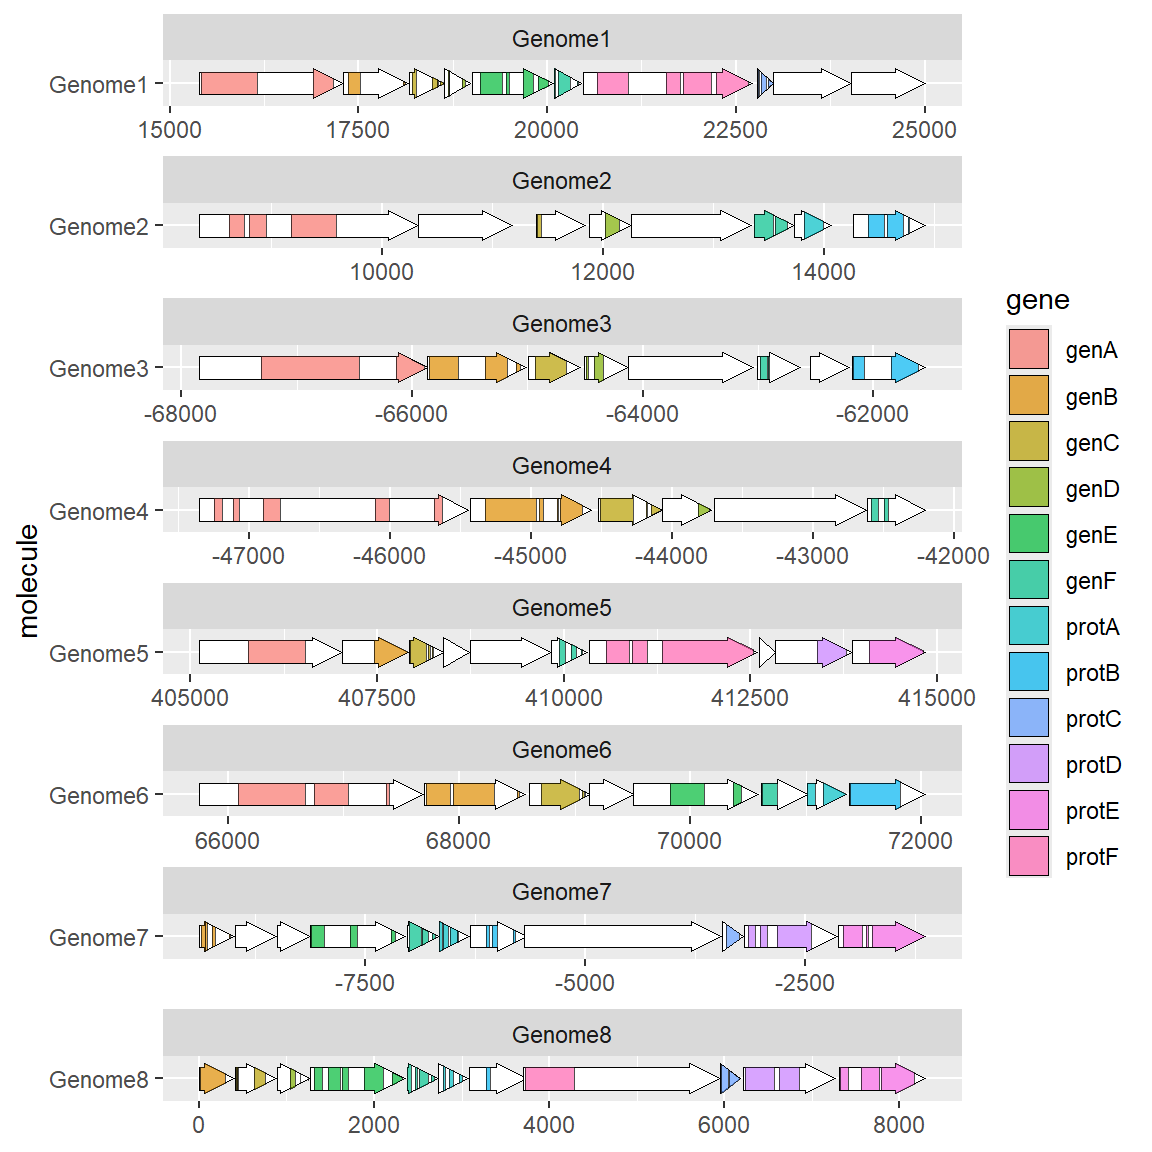 Genome1
Genome1
15000 17500 20000 22500 25000
Genome2
Genome2
10000 12000 14000
Genome3
Genome3
-68000 -66000 -64000 -62000
Genome4
Genome4
-47000 -46000 -45000 -44000 -43000 -42000
Genome5
Genome5
405000 407500 410000 412500 415000
Genome6
Genome6
66000 68000 70000 72000
Genome7
Genome7
-7500 -5000 -2500
Genome8
Genome8
0 2000 4000 6000 8000
molecule
gene
genA
genB
genC
genD
genE
genF
protA
protB
protC
protD
protE
protF